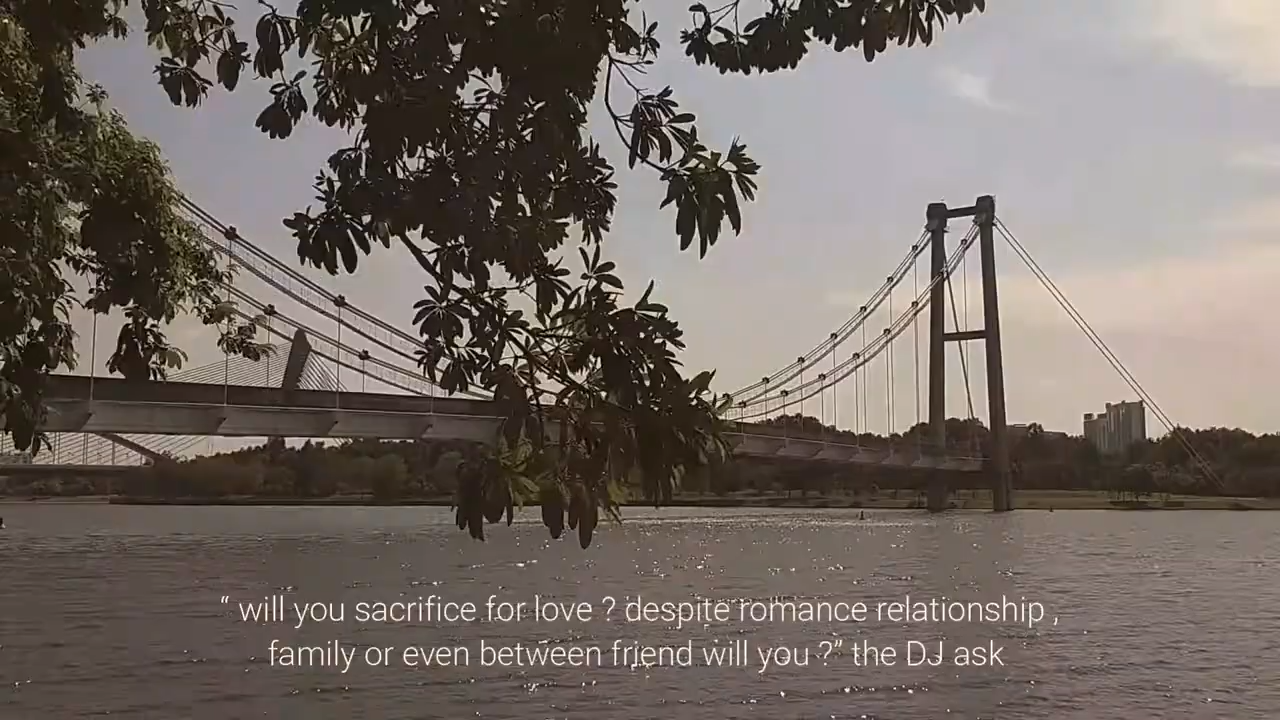 “ will you sacrifice for love ? despite romance relationship ,
family or even between friend will you ?” the DJ ask